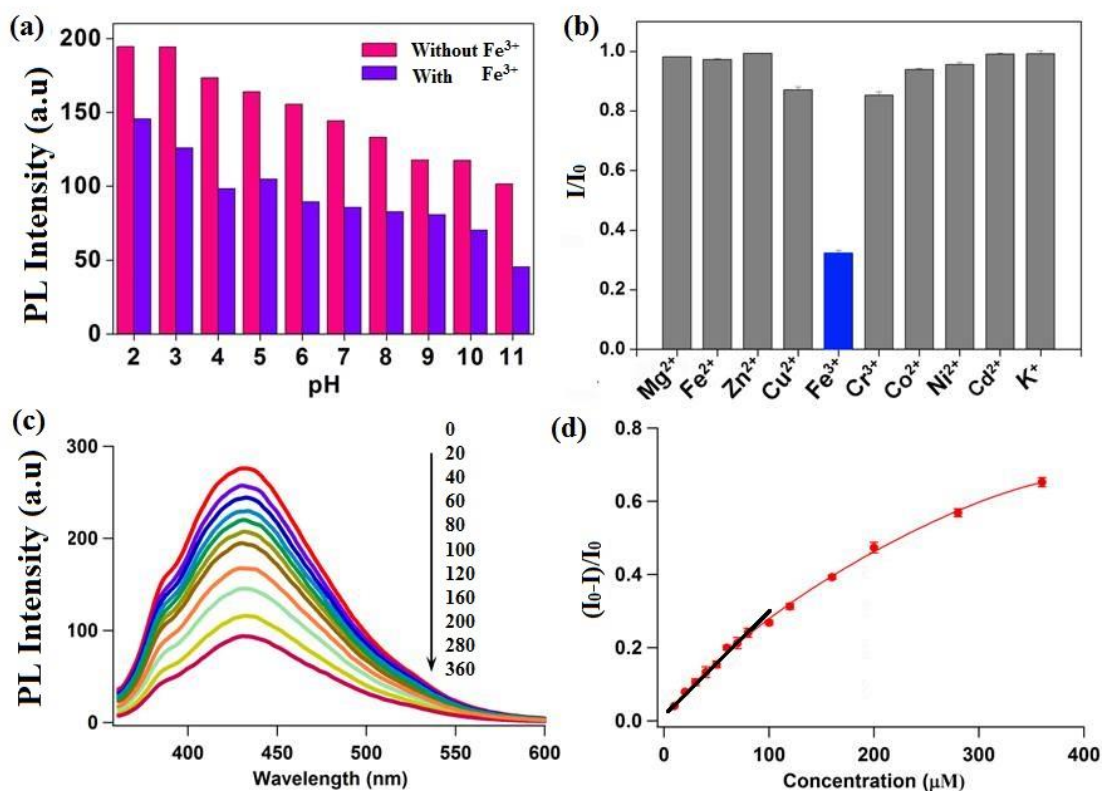 (a)
200
150
100
50
0
PL Intensity (a.u)
Without Fe³⁺
With Fe³⁺
2 3 4 5 6 7 8 9 10 11
pH
(b)
1.0
0.8
0.6
0.4
0.2
0.0
I/I₀
Mg²⁺ Fe²⁺ Zn²⁺ Cu²⁺ Fe³⁺ Cr³⁺ Co²⁺ Ni²⁺ Cd²⁺ K⁺
(c)
300
200
100
0
PL Intensity (a.u)
0
20
40
60
80
100
120
160
200
280
360
400 450 500 550 600
Wavelength (nm)
(d)
0.8
0.6
0.4
0.2
0.0
(I₀-I)/I₀
0 100 200 300 400
Concentration (µM)